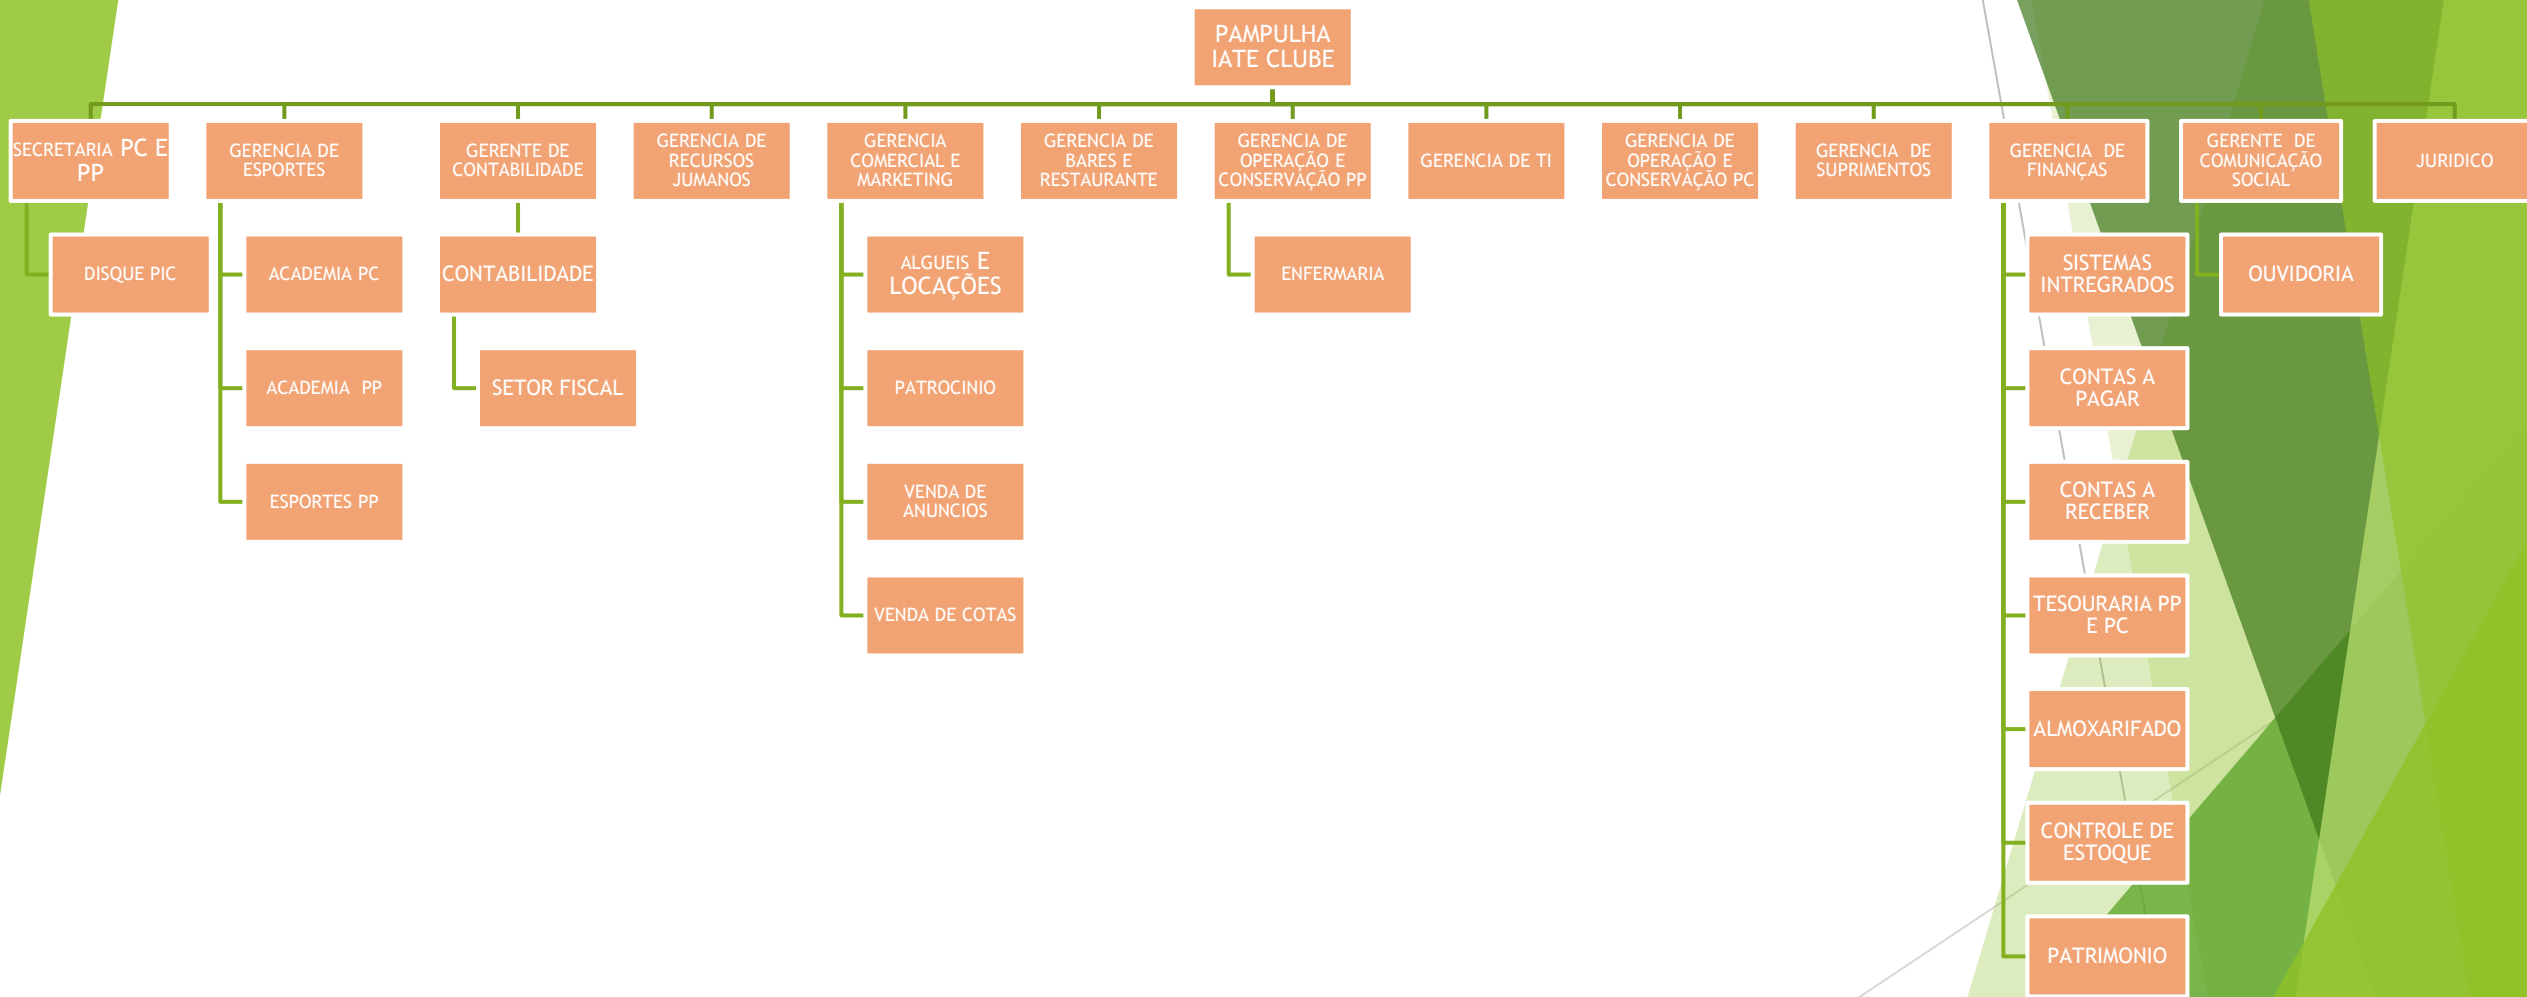 PAMPULHA
IATE CLUBE
SECRETARIA PC E
PP
GERENCIA DE
ESPORTES
GERENTE DE
CONTABILIDADE
GERENCIA DE
RECURSOS
JUMANOS
GERENCIA
COMERCIAL E
MARKETING
GERENCIA DE
BARES E
RESTAURANTE
GERENCIA DE
OPERAÇÃO E
CONSERVAÇÃO PP
GERENCIA DE TI
GERENCIA DE
OPERAÇÃO E
CONSERVAÇÃO PC
GERENCIA DE
SUPRIMENTOS
GERENCIA DE
FINANÇAS
GERENTE DE
COMUNICAÇÃO
SOCIAL
JURIDICO
DISQUE PIC
ACADEMIA PC
CONTABILIDADE
ALGUEIS E
LOCAÇÕES
ENFERMARIA
SISTEMAS
INTREGRADOS
OUVIDORIA
ACADEMIA PP
SETOR FISCAL
PATROCINIO
CONTAS A
PAGAR
ESPORTES PP
VENDA DE
ANUNCIOS
CONTAS A
RECEBER
VENDA DE COTAS
TESOURARIA PP
E PC
ALMOXARIFADO
CONTROLE DE
ESTOQUE
PATRIMONIO